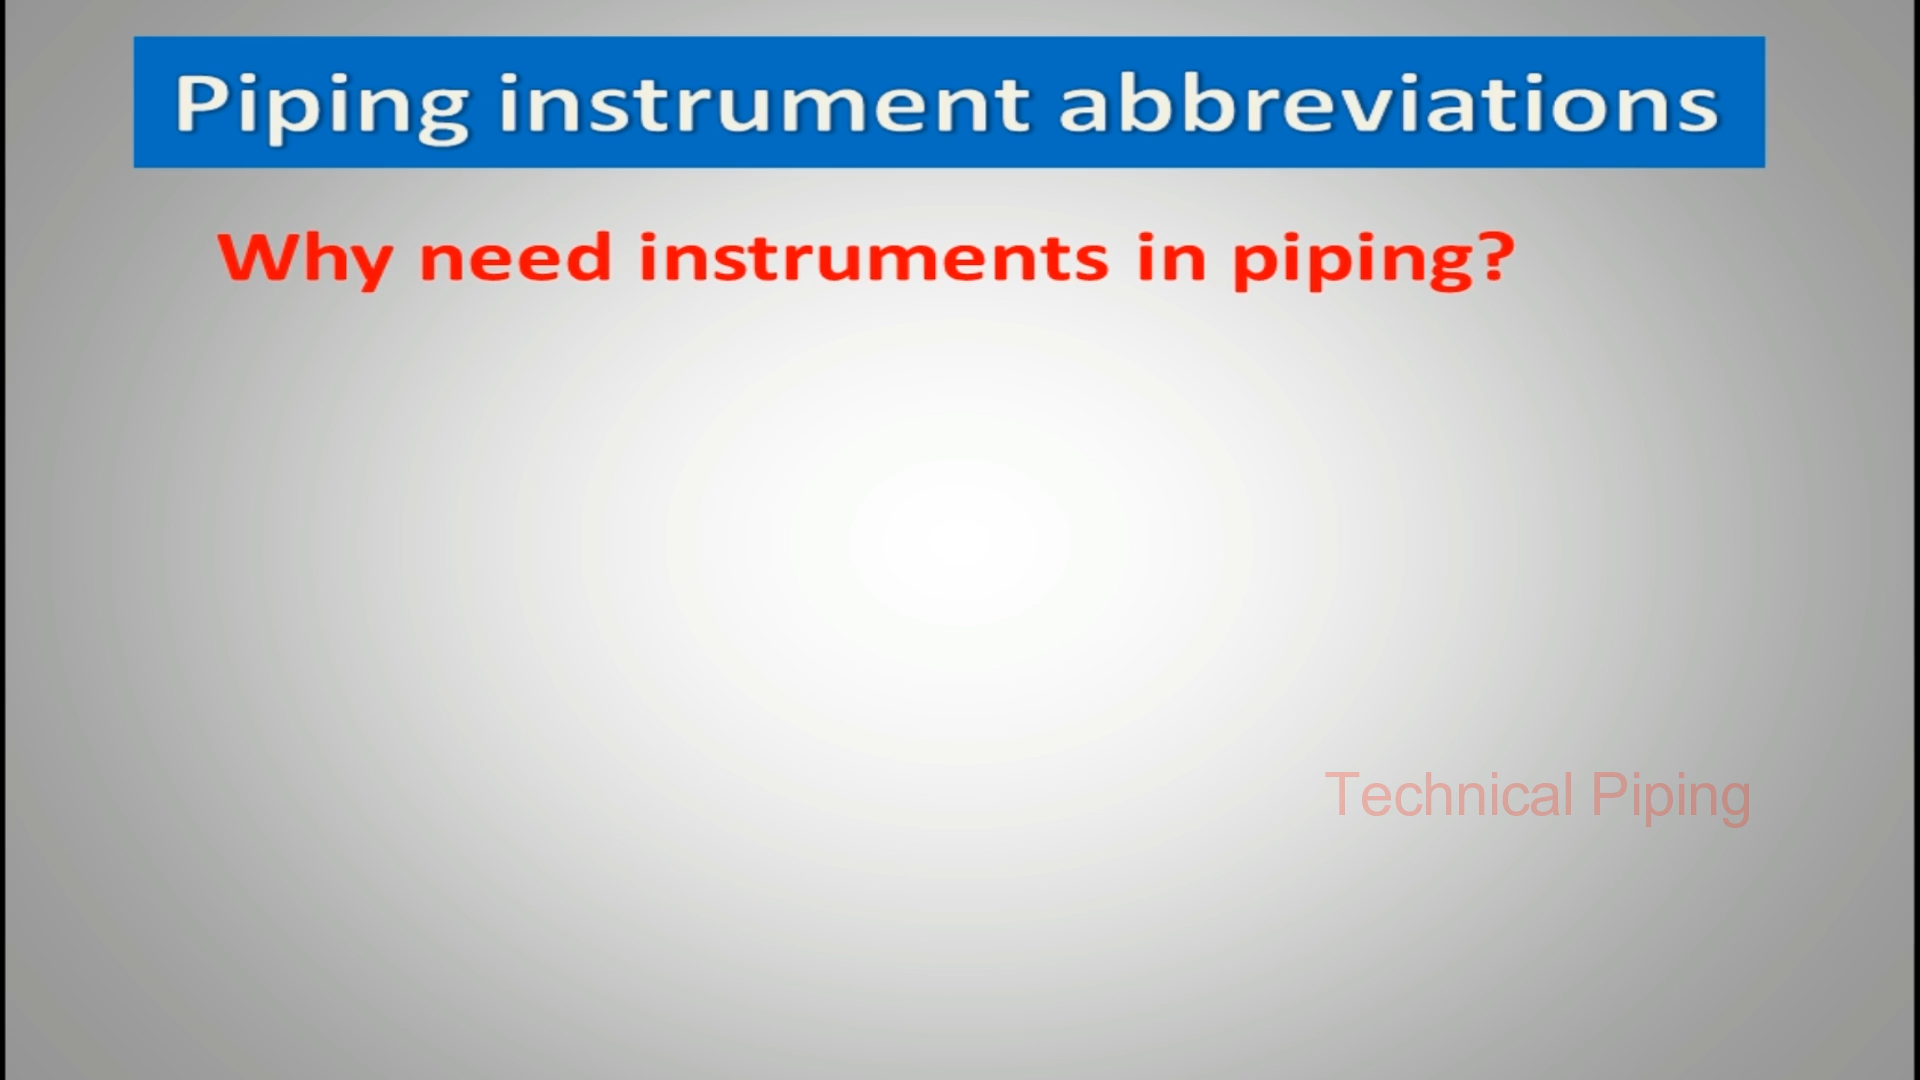 Piping instrument abbreviations
Why need instruments in piping?
Technical Piping